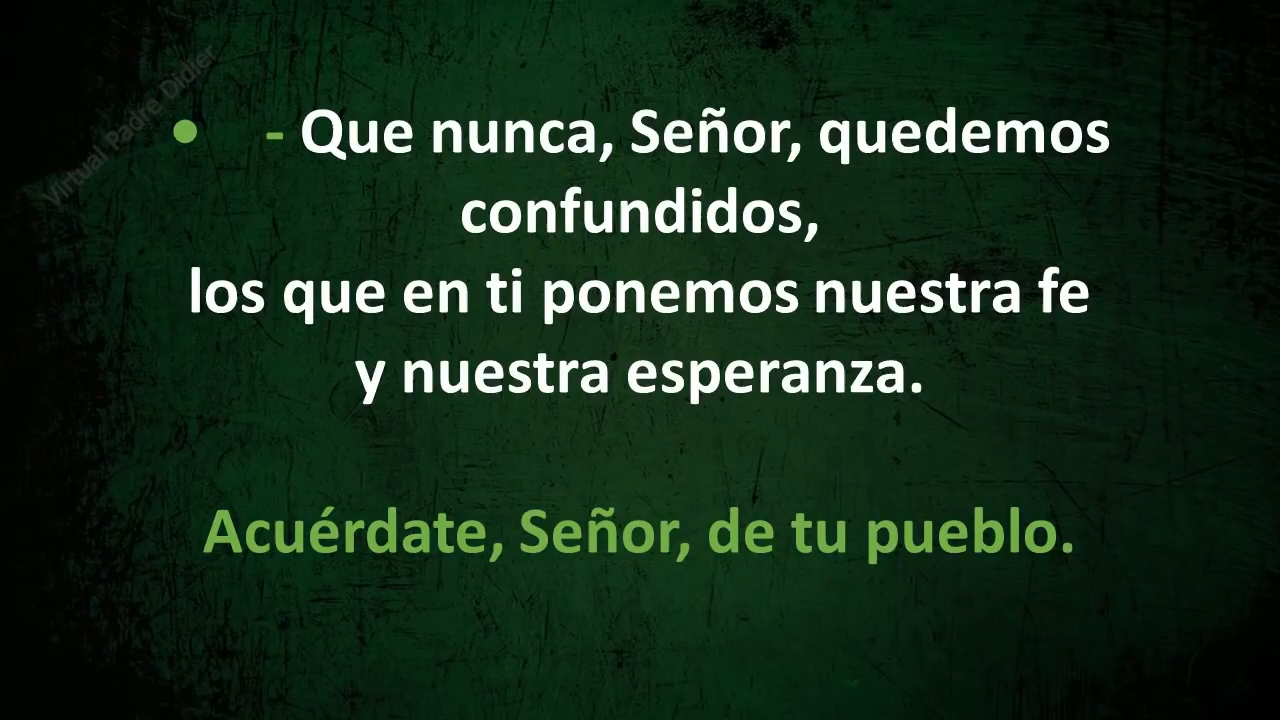 Virtual Padre Didier
• - Que nunca, Señor, quedemos
confundidos,
los que en ti ponemos nuestra fe
y nuestra esperanza.
Acuérdate, Señor, de tu pueblo.